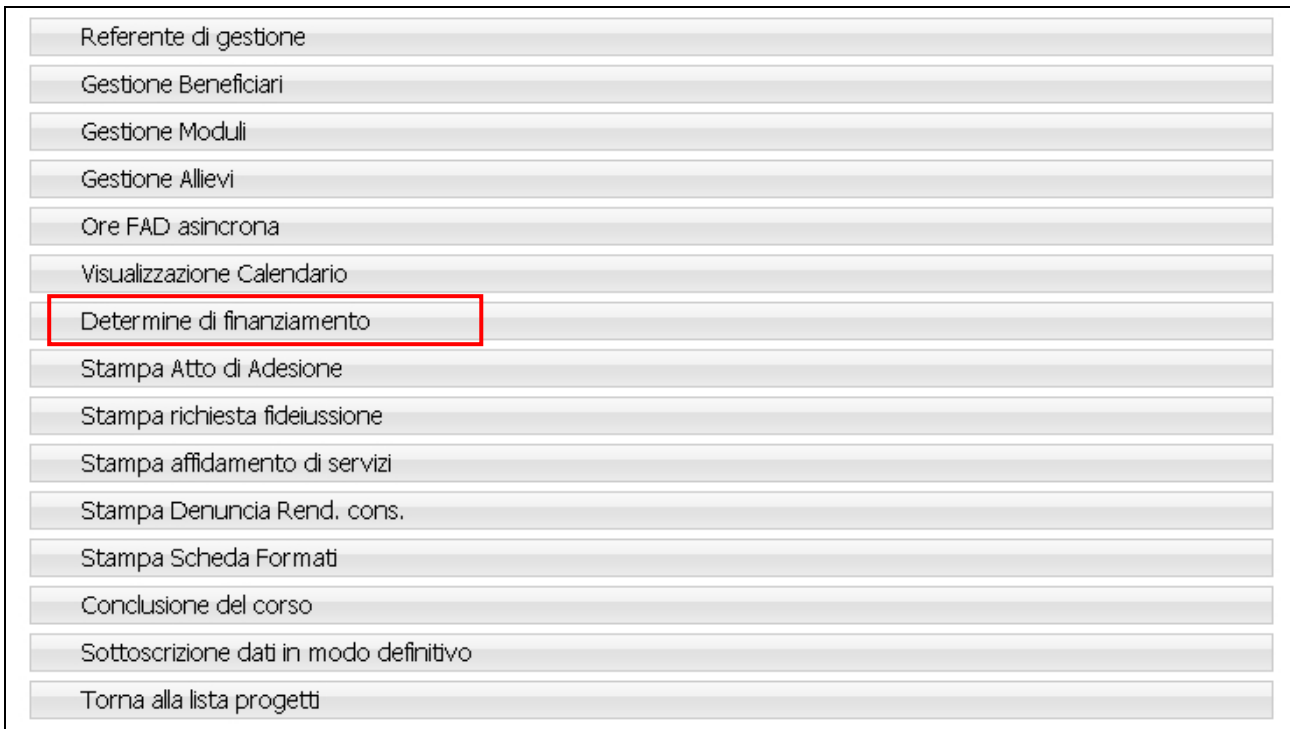 Referente di gestione
Gestione Beneficiari
Gestione Moduli
Gestione Allievi
Ore FAD asincrona
Visualizzazione Calendario
Determine di finanziamento
Stampa Atto di Adesione
Stampa richiesta fideiussione
Stampa affidamento di servizi
Stampa Denuncia Rend. cons.
Stampa Scheda Formati
Conclusione del corso
Sottoscrizione dati in modo definitivo
Torna alla lista progetti